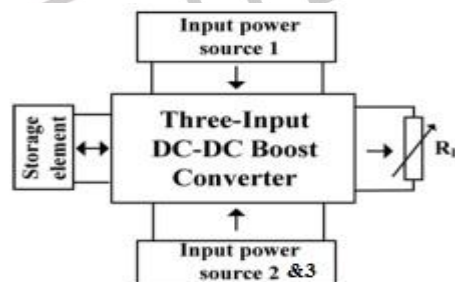 Input power
source 1
Storage
element
Three-Input
DC-DC Boost
Converter
Input power
source 2 &3